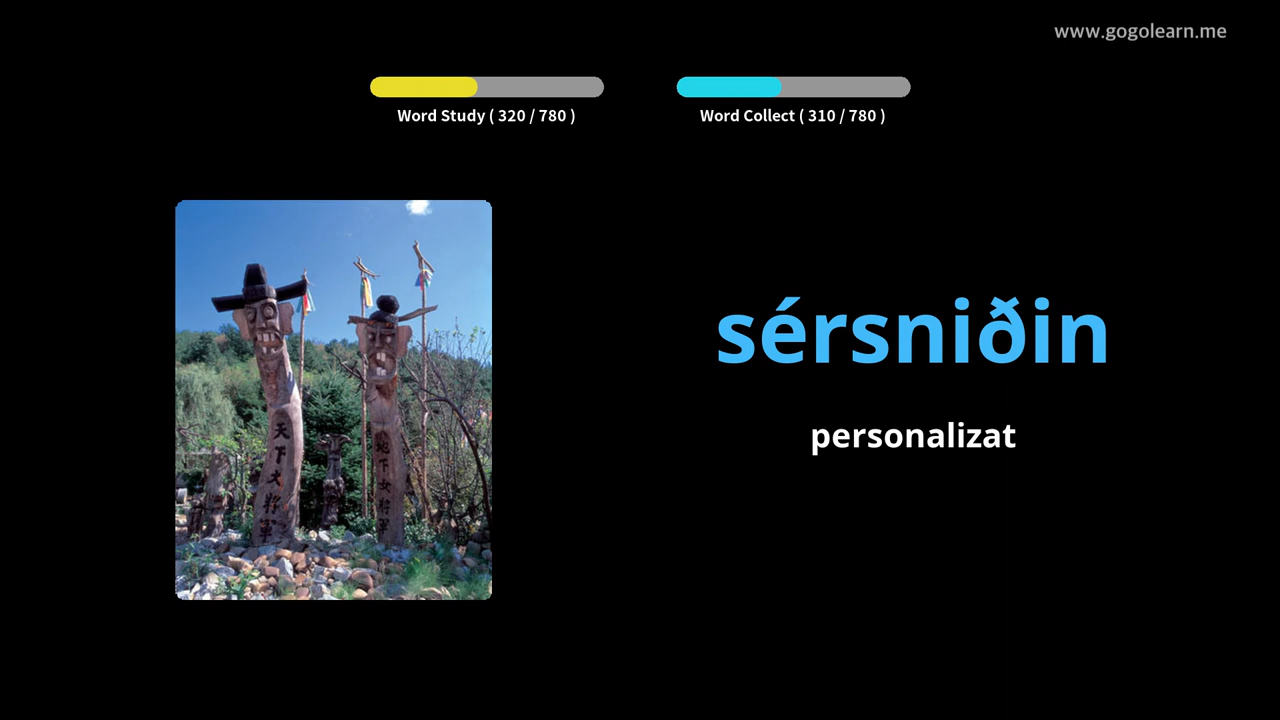 www.gogolearn.me
Word Study ( 320 / 780 )
Word Collect ( 310 / 780 )
天下大將軍
地下女將軍
sérsniðin
personalizat